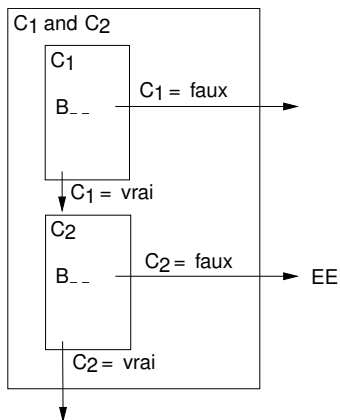 C1 and C2
C1
B_ _
C1 = faux
C1 = vrai
C2
B_ _
C2 = faux
EE
C2 = vrai